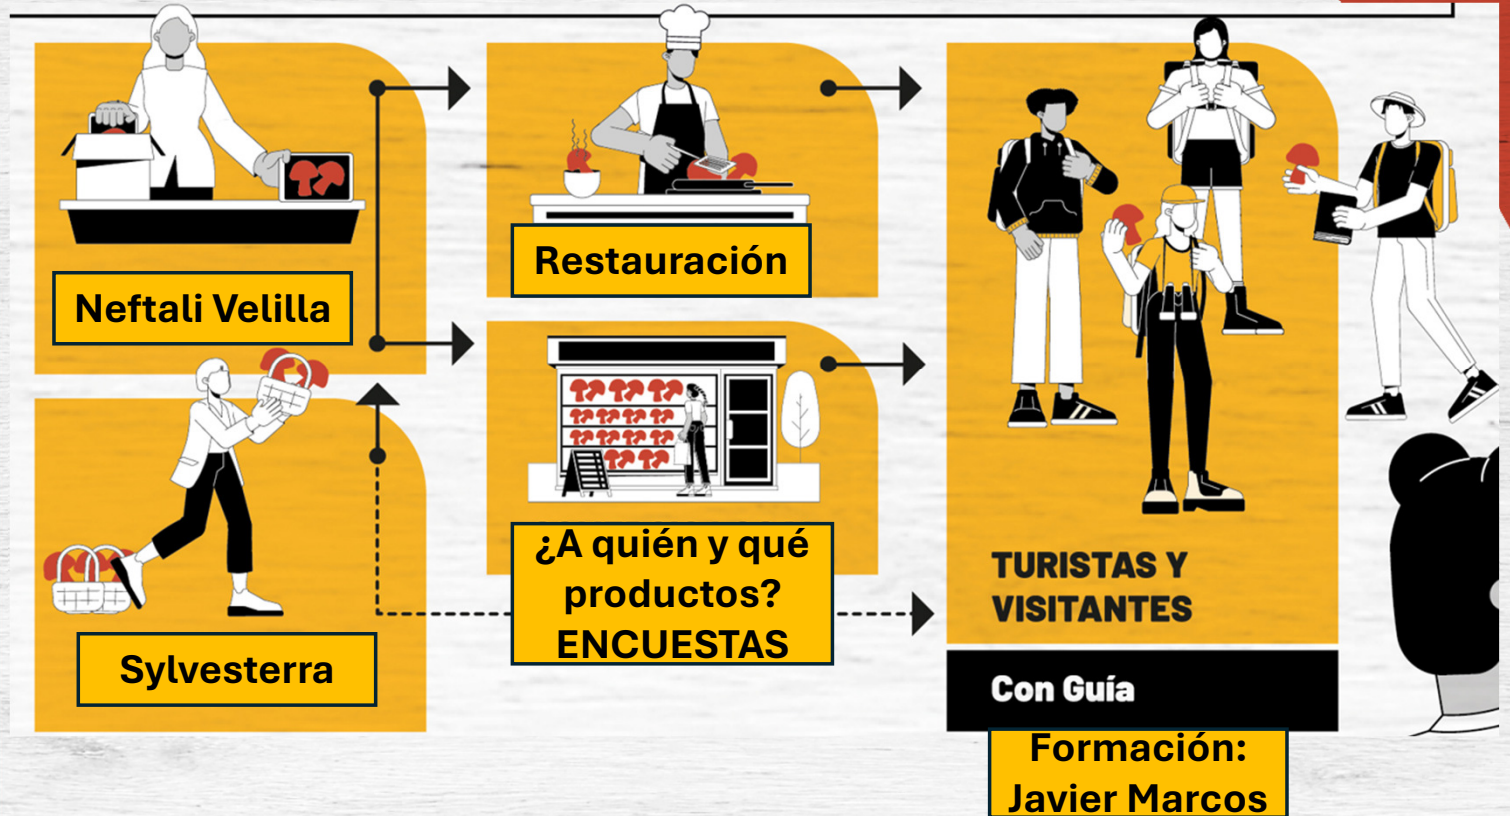 Neftali Velilla
Restauración
Sylvesterra
¿A quién y qué
productos?
ENCUESTAS
TURISTAS Y
VISITANTES
Con Guía
Formación:
Javier Marcos